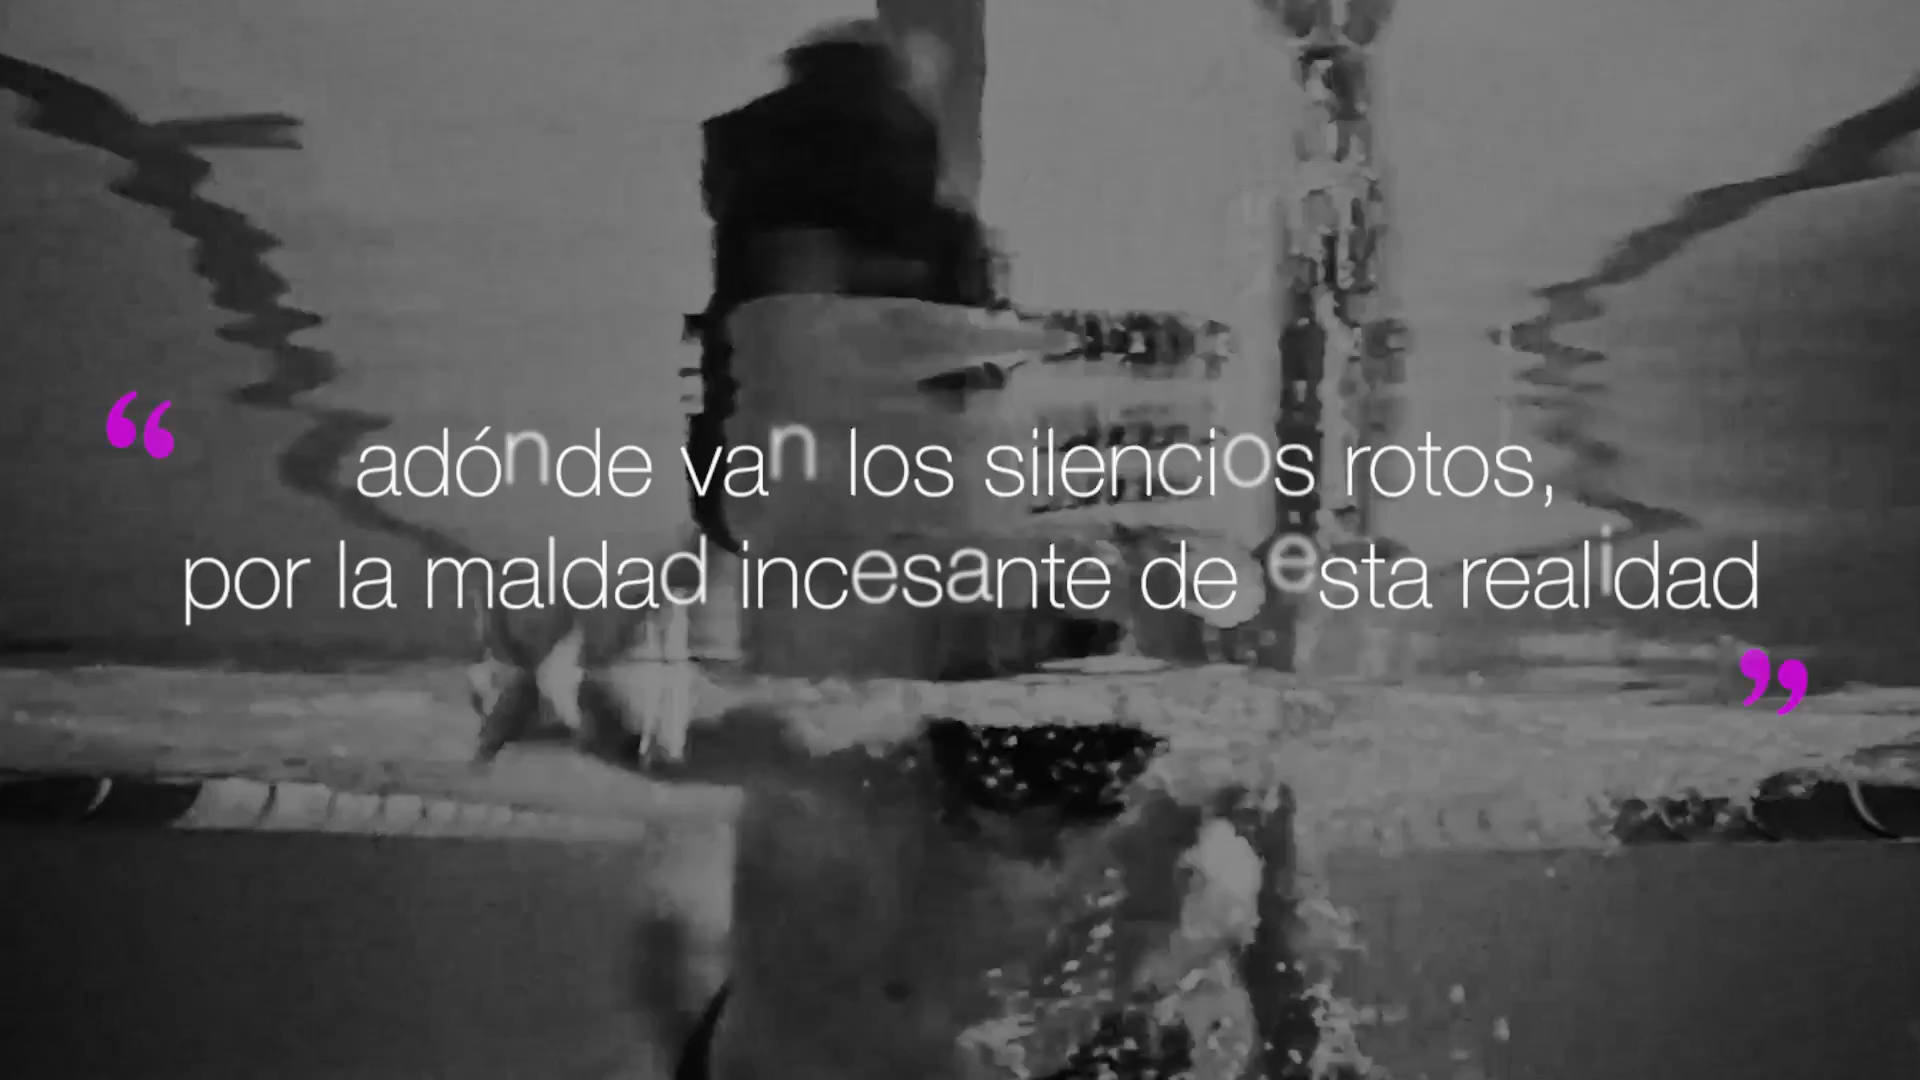 “ adónde van los silencios rotos,
por la maldad incesante de esta realidad ”